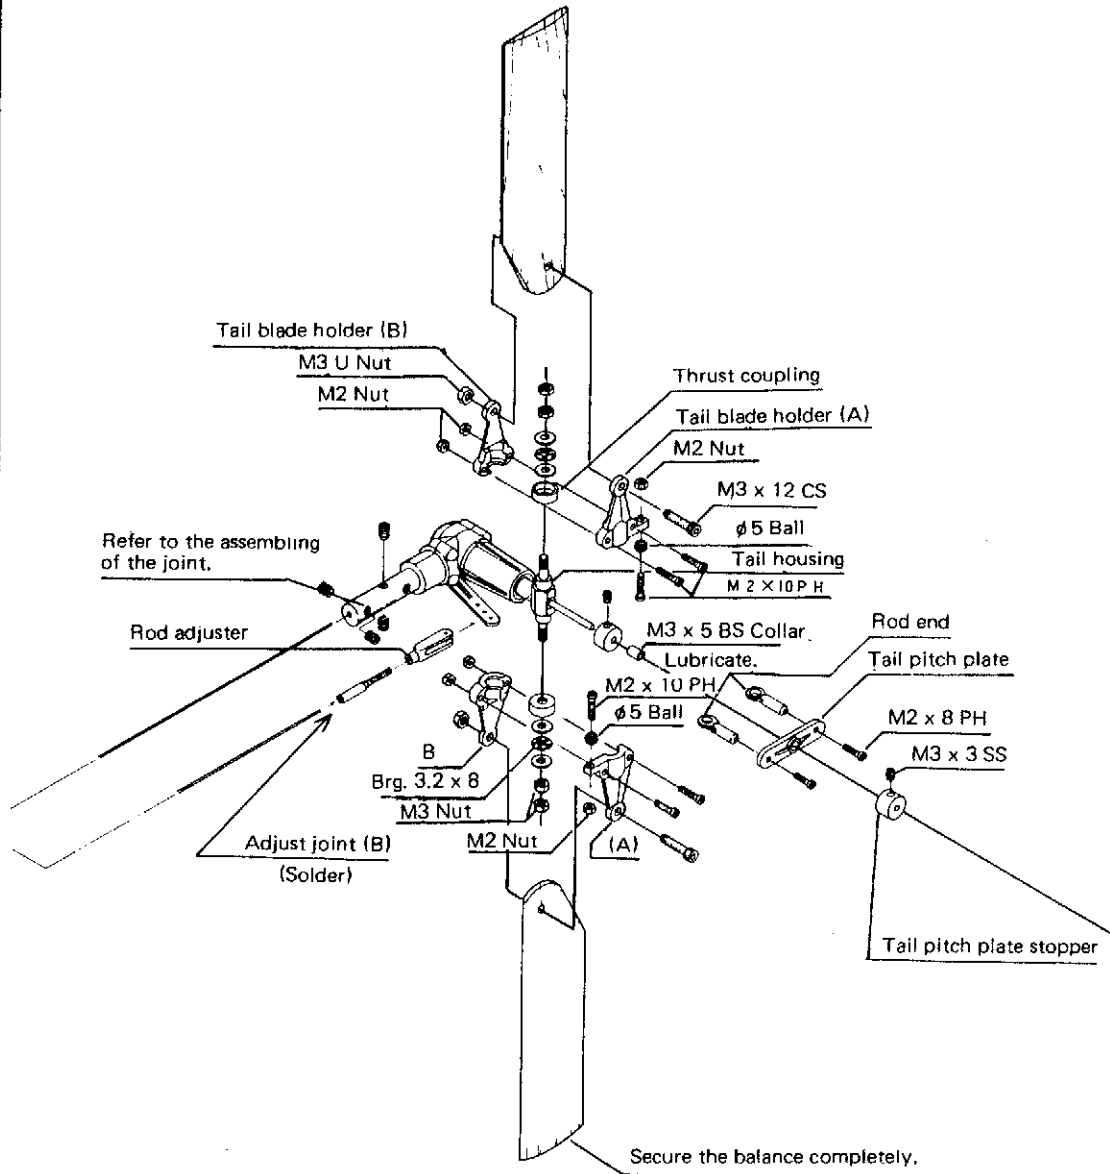 Tail blade holder (B)
M3 U Nut
M2 Nut
Thrust coupling
Tail blade holder (A)
M2 Nut
M3 x 12 CS
φ5 Ball
Tail housing
M 2 X 10 P H
Refer to the assembling
of the joint.
Rod adjuster
M3 x 5 BS Collar
Lubricate.
Rod end
Tail pitch plate
M2 x 10 PH
φ5 Ball
M2 x 8 PH
M3 x 3 SS
B
Brg. 3.2 x 8
M3 Nut
M2 Nut
(A)
Adjust joint (B)
(Solder)
Tail pitch plate stopper
Secure the balance completely,